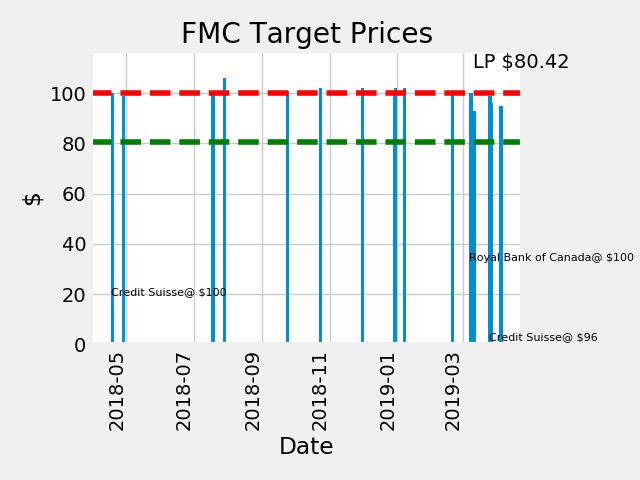 FMC Target Prices
LP $80.42
$
100
80
60
40
20
0
Royal Bank of Canada@ $100
Credit Suisse@ $100
Credit Suisse@ $96
2018-05
2018-07
2018-09
2018-11
2019-01
2019-03
Date